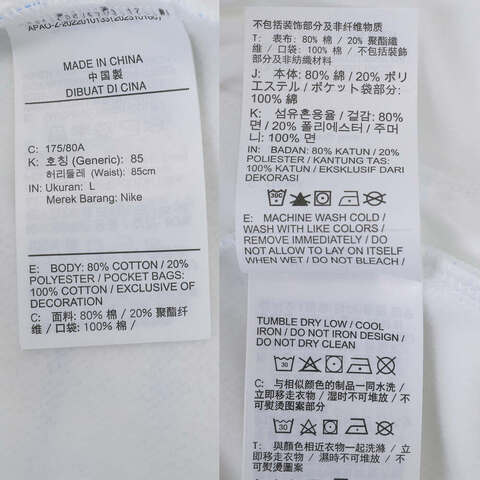 MADE IN CHINA
中国製
DIBUAT DI CINA
C: 175/80A
K: 호칭 (Generic): 85
허리둘레 (Waist): 85cm
IN: Ukuran: L
Merek Barang: Nike
E: BODY: 80% COTTON / 20%
POLYESTER / POCKET BAGS:
100% COTTON / EXCLUSIVE OF
DECORATION
C: 面料: 80% 棉 / 20% 聚酯纤
维 / 口袋: 100% 棉 /
不包括装饰部分及非纤维物质
T: 表布: 80% 棉 / 20% 聚酯纖
維 / 口袋: 100% 棉 / 不包括裝飾
部分及非紡織材料
J: 本体: 80% 綿 / 20% ポリ
エステル / ポケット袋部分:
100% 綿
K: 섬유혼용율 / 겉감: 80%
면 / 20% 폴리에스터 / 주머
니: 100% 면
IN: BADAN: 80% KATUN / 20%
POLIESTER / KANTUNG TAS:
100% KATUN / EKSKLUSIF DARI
DEKORASI
E: MACHINE WASH COLD /
WASH WITH LIKE COLORS /
REMOVE IMMEDIATELY / DO
NOT ALLOW TO LAY ON ITSELF
WHEN WET / DO NOT BLEACH /
TUMBLE DRY LOW / COOL
IRON / DO NOT IRON DESIGN /
DO NOT DRY CLEAN
C: 与相似颜色的制品一同水洗 /
立即移走衣物 / 湿时不可堆放 / 不
可熨烫图案部分
T: 與顏色相近衣物一起洗滌 / 立
即移走衣物 / 濕時不可堆放 / 不
可熨燙圖案部分